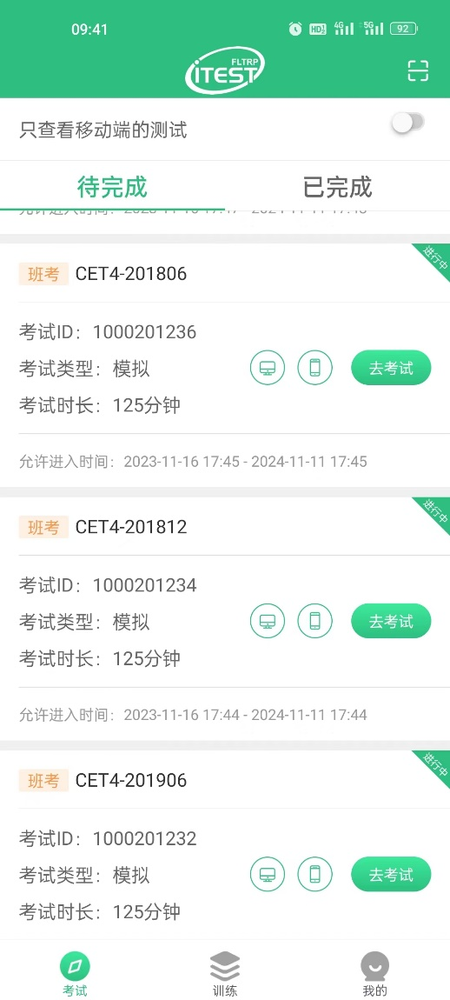 09:41
HD2 4G 5G 92
FLTRP
iTEST
只查看移动端的测试
待完成 已完成
进行中
班考 CET4-201806
考试ID：1000201236
考试类型：模拟
去考试
考试时长：125分钟
允许进入时间：2023-11-16 17:45 - 2024-11-11 17:45
进行中
班考 CET4-201812
考试ID：1000201234
考试类型：模拟
去考试
考试时长：125分钟
允许进入时间：2023-11-16 17:44 - 2024-11-11 17:44
进行中
班考 CET4-201906
考试ID：1000201232
考试类型：模拟
去考试
考试时长：125分钟
考试 训练 我的